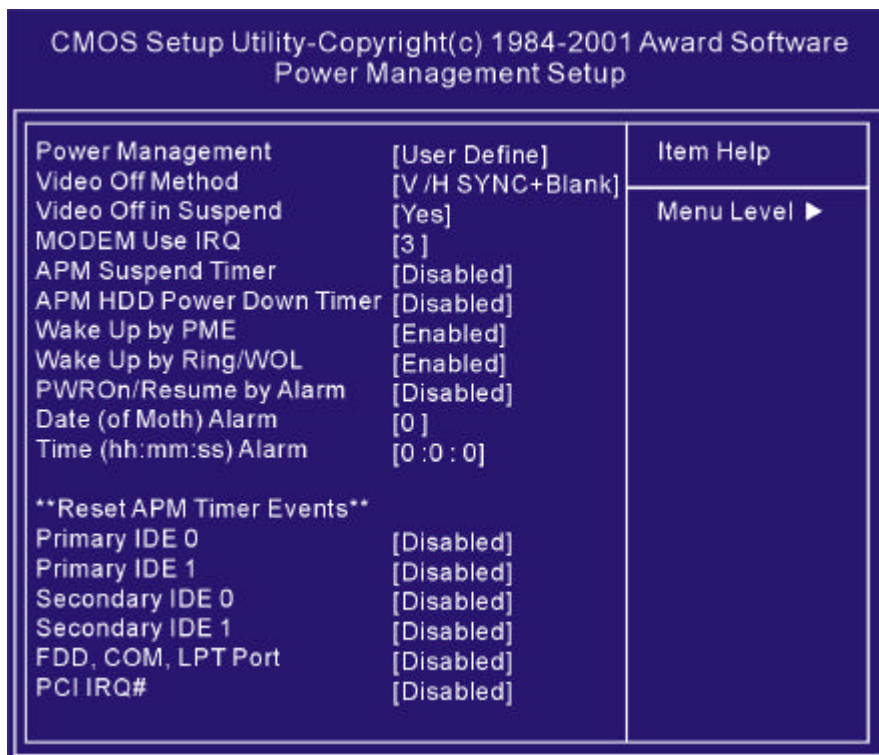 CMOS Setup Utility-Copyright(c) 1984-2001 Award Software
Power Management Setup
Power Management [User Define]
Video Off Method [V /H SYNC+Blank]
Video Off in Suspend [Yes]
MODEM Use IRQ [3 ]
APM Suspend Timer [Disabled]
APM HDD Power Down Timer [Disabled]
Wake Up by PME [Enabled]
Wake Up by Ring/WOL [Enabled]
PWROn/Resume by Alarm [Disabled]
Date (of Moth) Alarm [0 ]
Time (hh:mm:ss) Alarm [0 :0 : 0]
**Reset APM Timer Events**
Primary IDE 0 [Disabled]
Primary IDE 1 [Disabled]
Secondary IDE 0 [Disabled]
Secondary IDE 1 [Disabled]
FDD, COM, LPT Port [Disabled]
PCI IRQ# [Disabled]
Item Help
Menu Level ▶